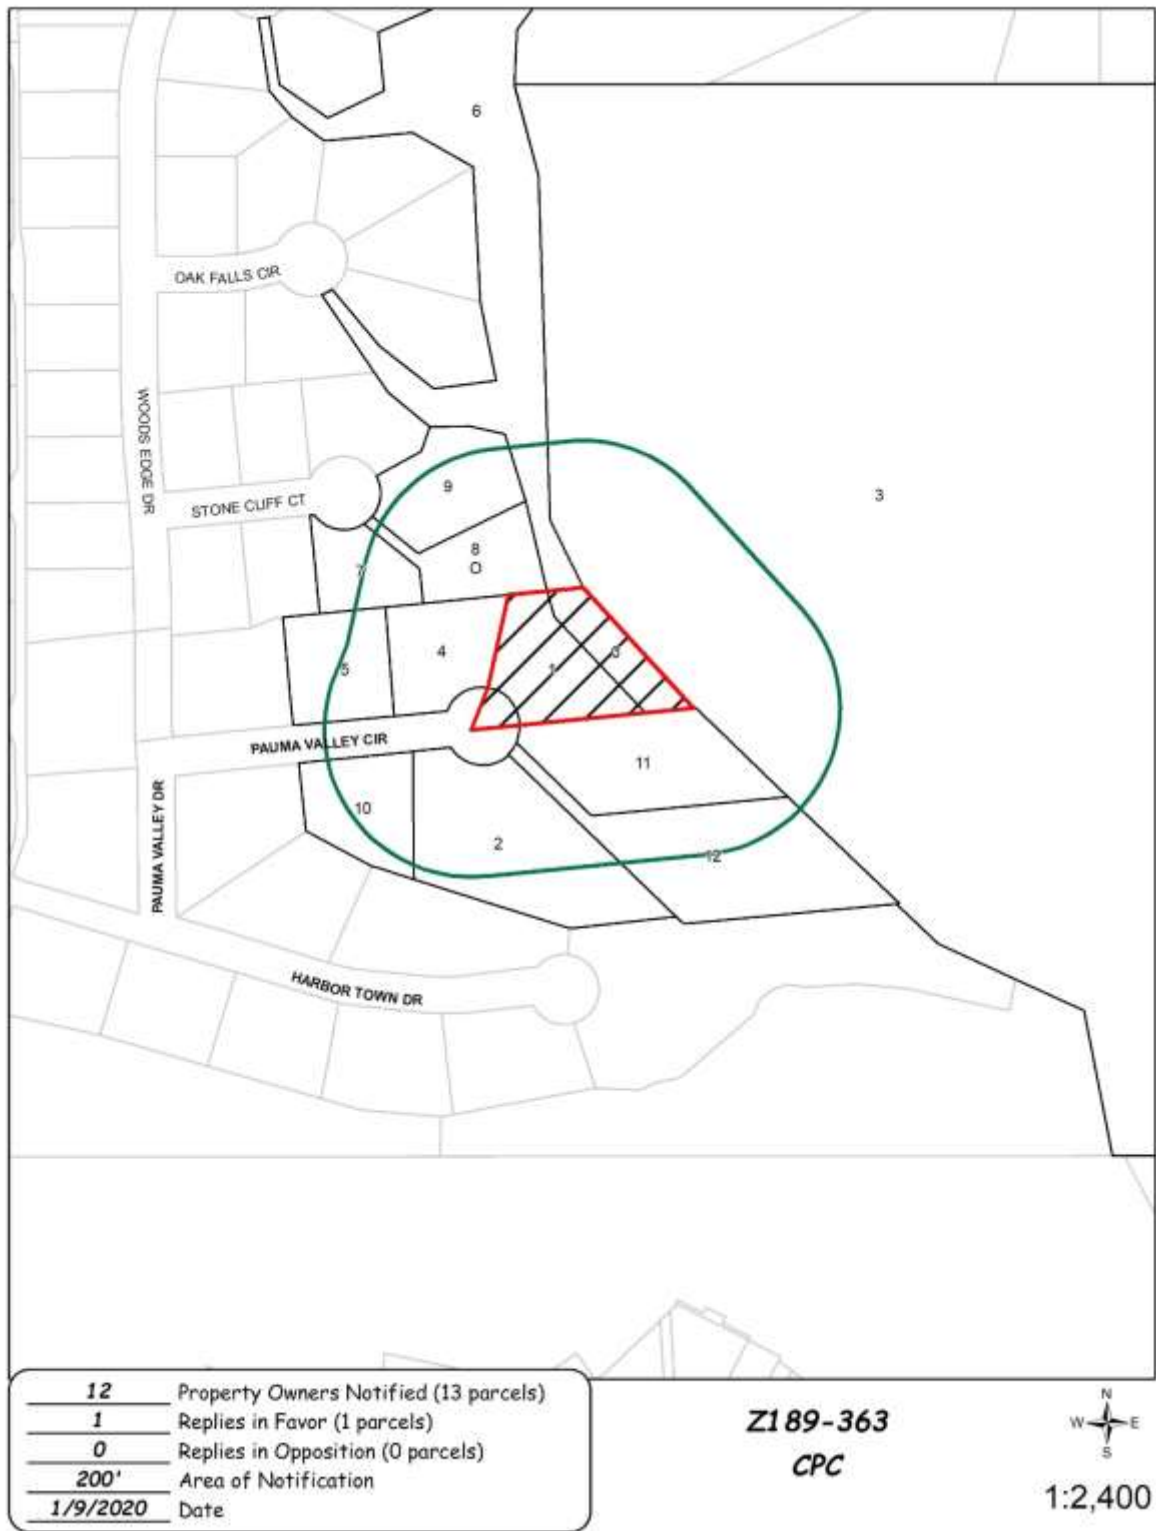 6
OAK FALLS CIR
WOODS EDGE DR
9
STONE CLIFF CT
3
8
O
7
4
5
1
3
PAUMA VALLEY CIR
11
PAUMA VALLEY DR
10
2
12
HARBOR TOWN DR
12 Property Owners Notified (13 parcels)
1 Replies in Favor (1 parcels)
0 Replies in Opposition (0 parcels)
200' Area of Notification
1/9/2020 Date
Z189-363
CPC
N
W E
S
1:2,400